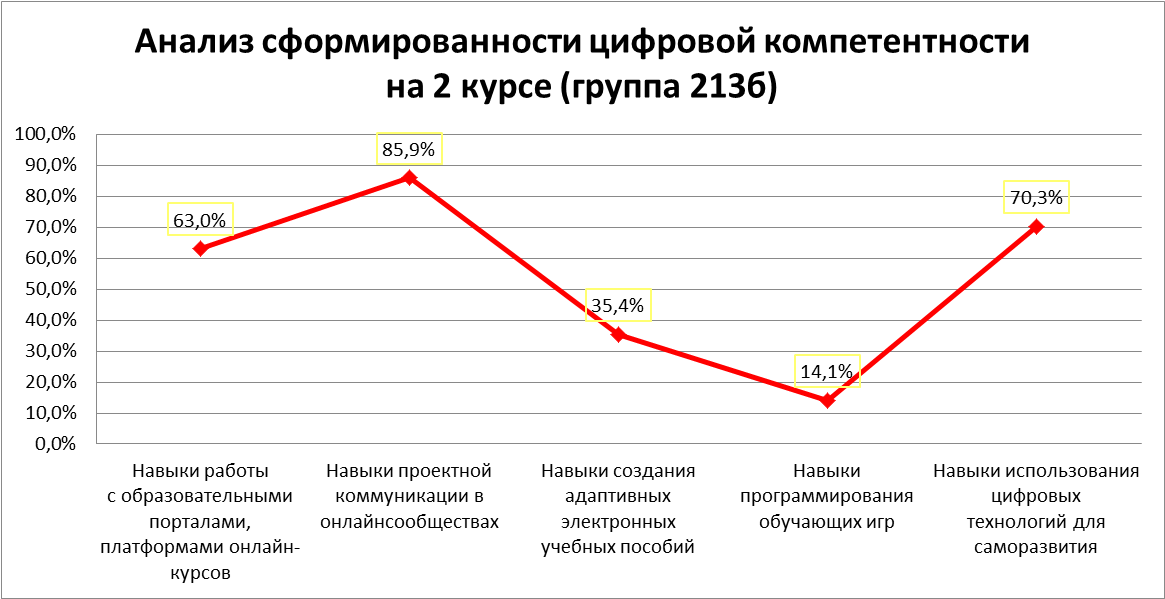 Анализ сформированности цифровой компетентности
на 2 курсе (группа 213б)
100,0%
90,0%
80,0%
70,0%
60,0%
50,0%
40,0%
30,0%
20,0%
10,0%
0,0%
63,0%
85,9%
35,4%
14,1%
70,3%
Навыки работы
с образовательными
порталами,
платформами онлайн-
курсов
Навыки проектной
коммуникации в
онлайнсообществах
Навыки создания
адаптивных
электронных
учебных пособий
Навыки
программирования
обучающих игр
Навыки использования
цифровых
технологий для
саморазвития